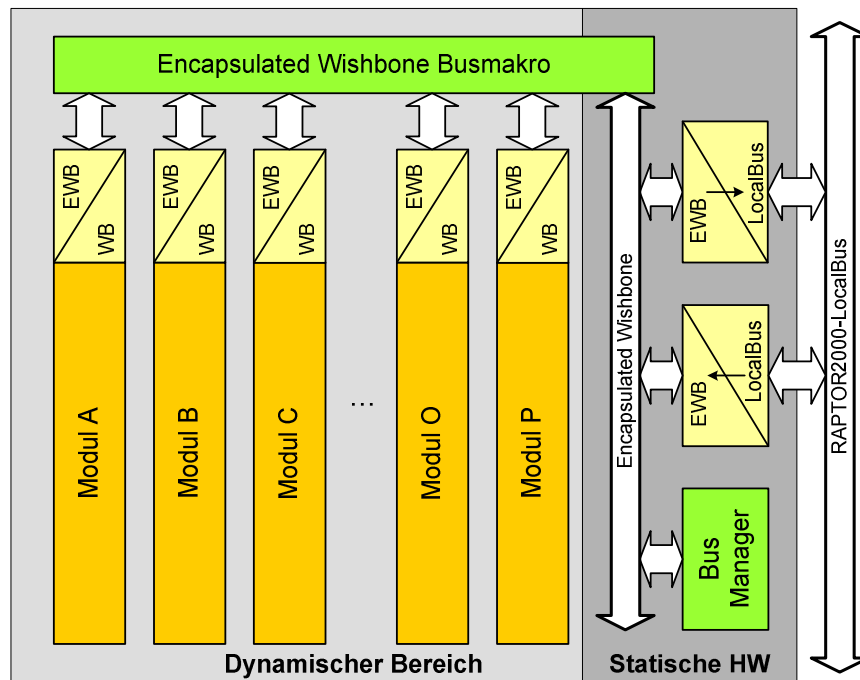 Encapsulated Wishbone Busmakro
EWB
WB
EWB
WB
EWB
WB
EWB
WB
EWB
WB
Modul A
Modul B
Modul C
...
Modul O
Modul P
Encapsulated Wishbone
EWB
LocalBus
EWB
LocalBus
Bus
Manager
RAPTOR2000-LocalBus
Dynamischer Bereich
Statische HW